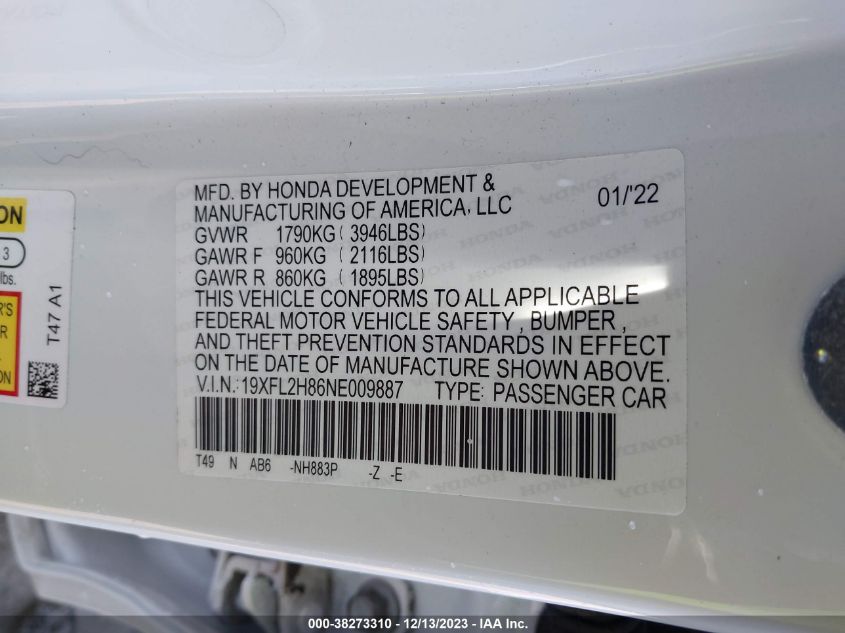 ON
3
lbs.
R'S
R
T47 A1
MFD. BY HONDA DEVELOPMENT &
MANUFACTURING OF AMERICA, LLC 01/'22
GVWR 1790KG (3946LBS)
GAWR F 960KG (2116LBS)
GAWR R 860KG (1895LBS)
THIS VEHICLE CONFORMS TO ALL APPLICABLE
FEDERAL MOTOR VEHICLE SAFETY, BUMPER,
AND THEFT PREVENTION STANDARDS IN EFFECT
ON THE DATE OF MANUFACTURE SHOWN ABOVE.
V.I.N.:19XFL2H86NE009887 TYPE: PASSENGER CAR
T49 N AB6 -NH883P -Z -E
000-38273310 - 12/13/2023 - IAA Inc.